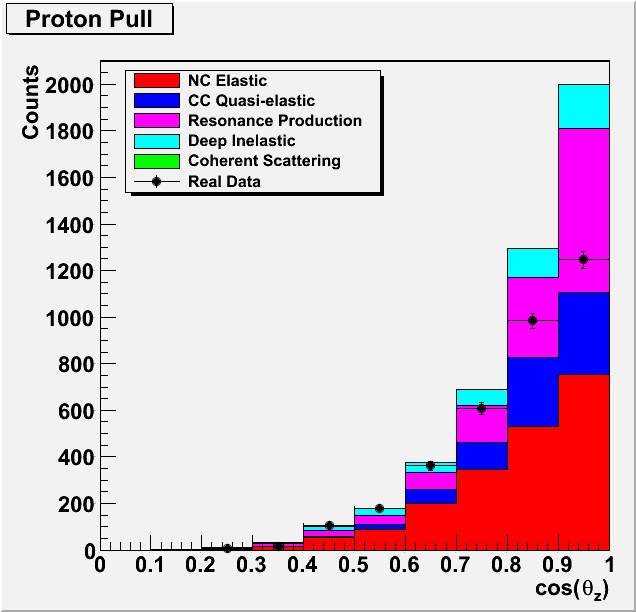 Proton Pull
Counts
2000
1800
1600
1400
1200
1000
800
600
400
200
0
NC Elastic
CC Quasi-elastic
Resonance Production
Deep Inelastic
Coherent Scattering
Real Data
0 0.1 0.2 0.3 0.4 0.5 0.6 0.7 0.8 0.9 1
cos(θz)